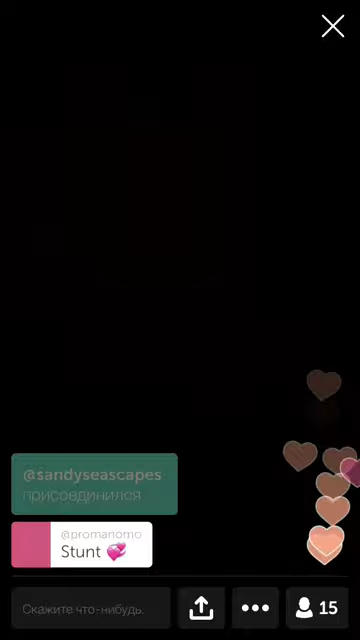 @sandyseascapes
присоединился
@promanomo
Stunt 💞
Скажите что-нибудь.
15